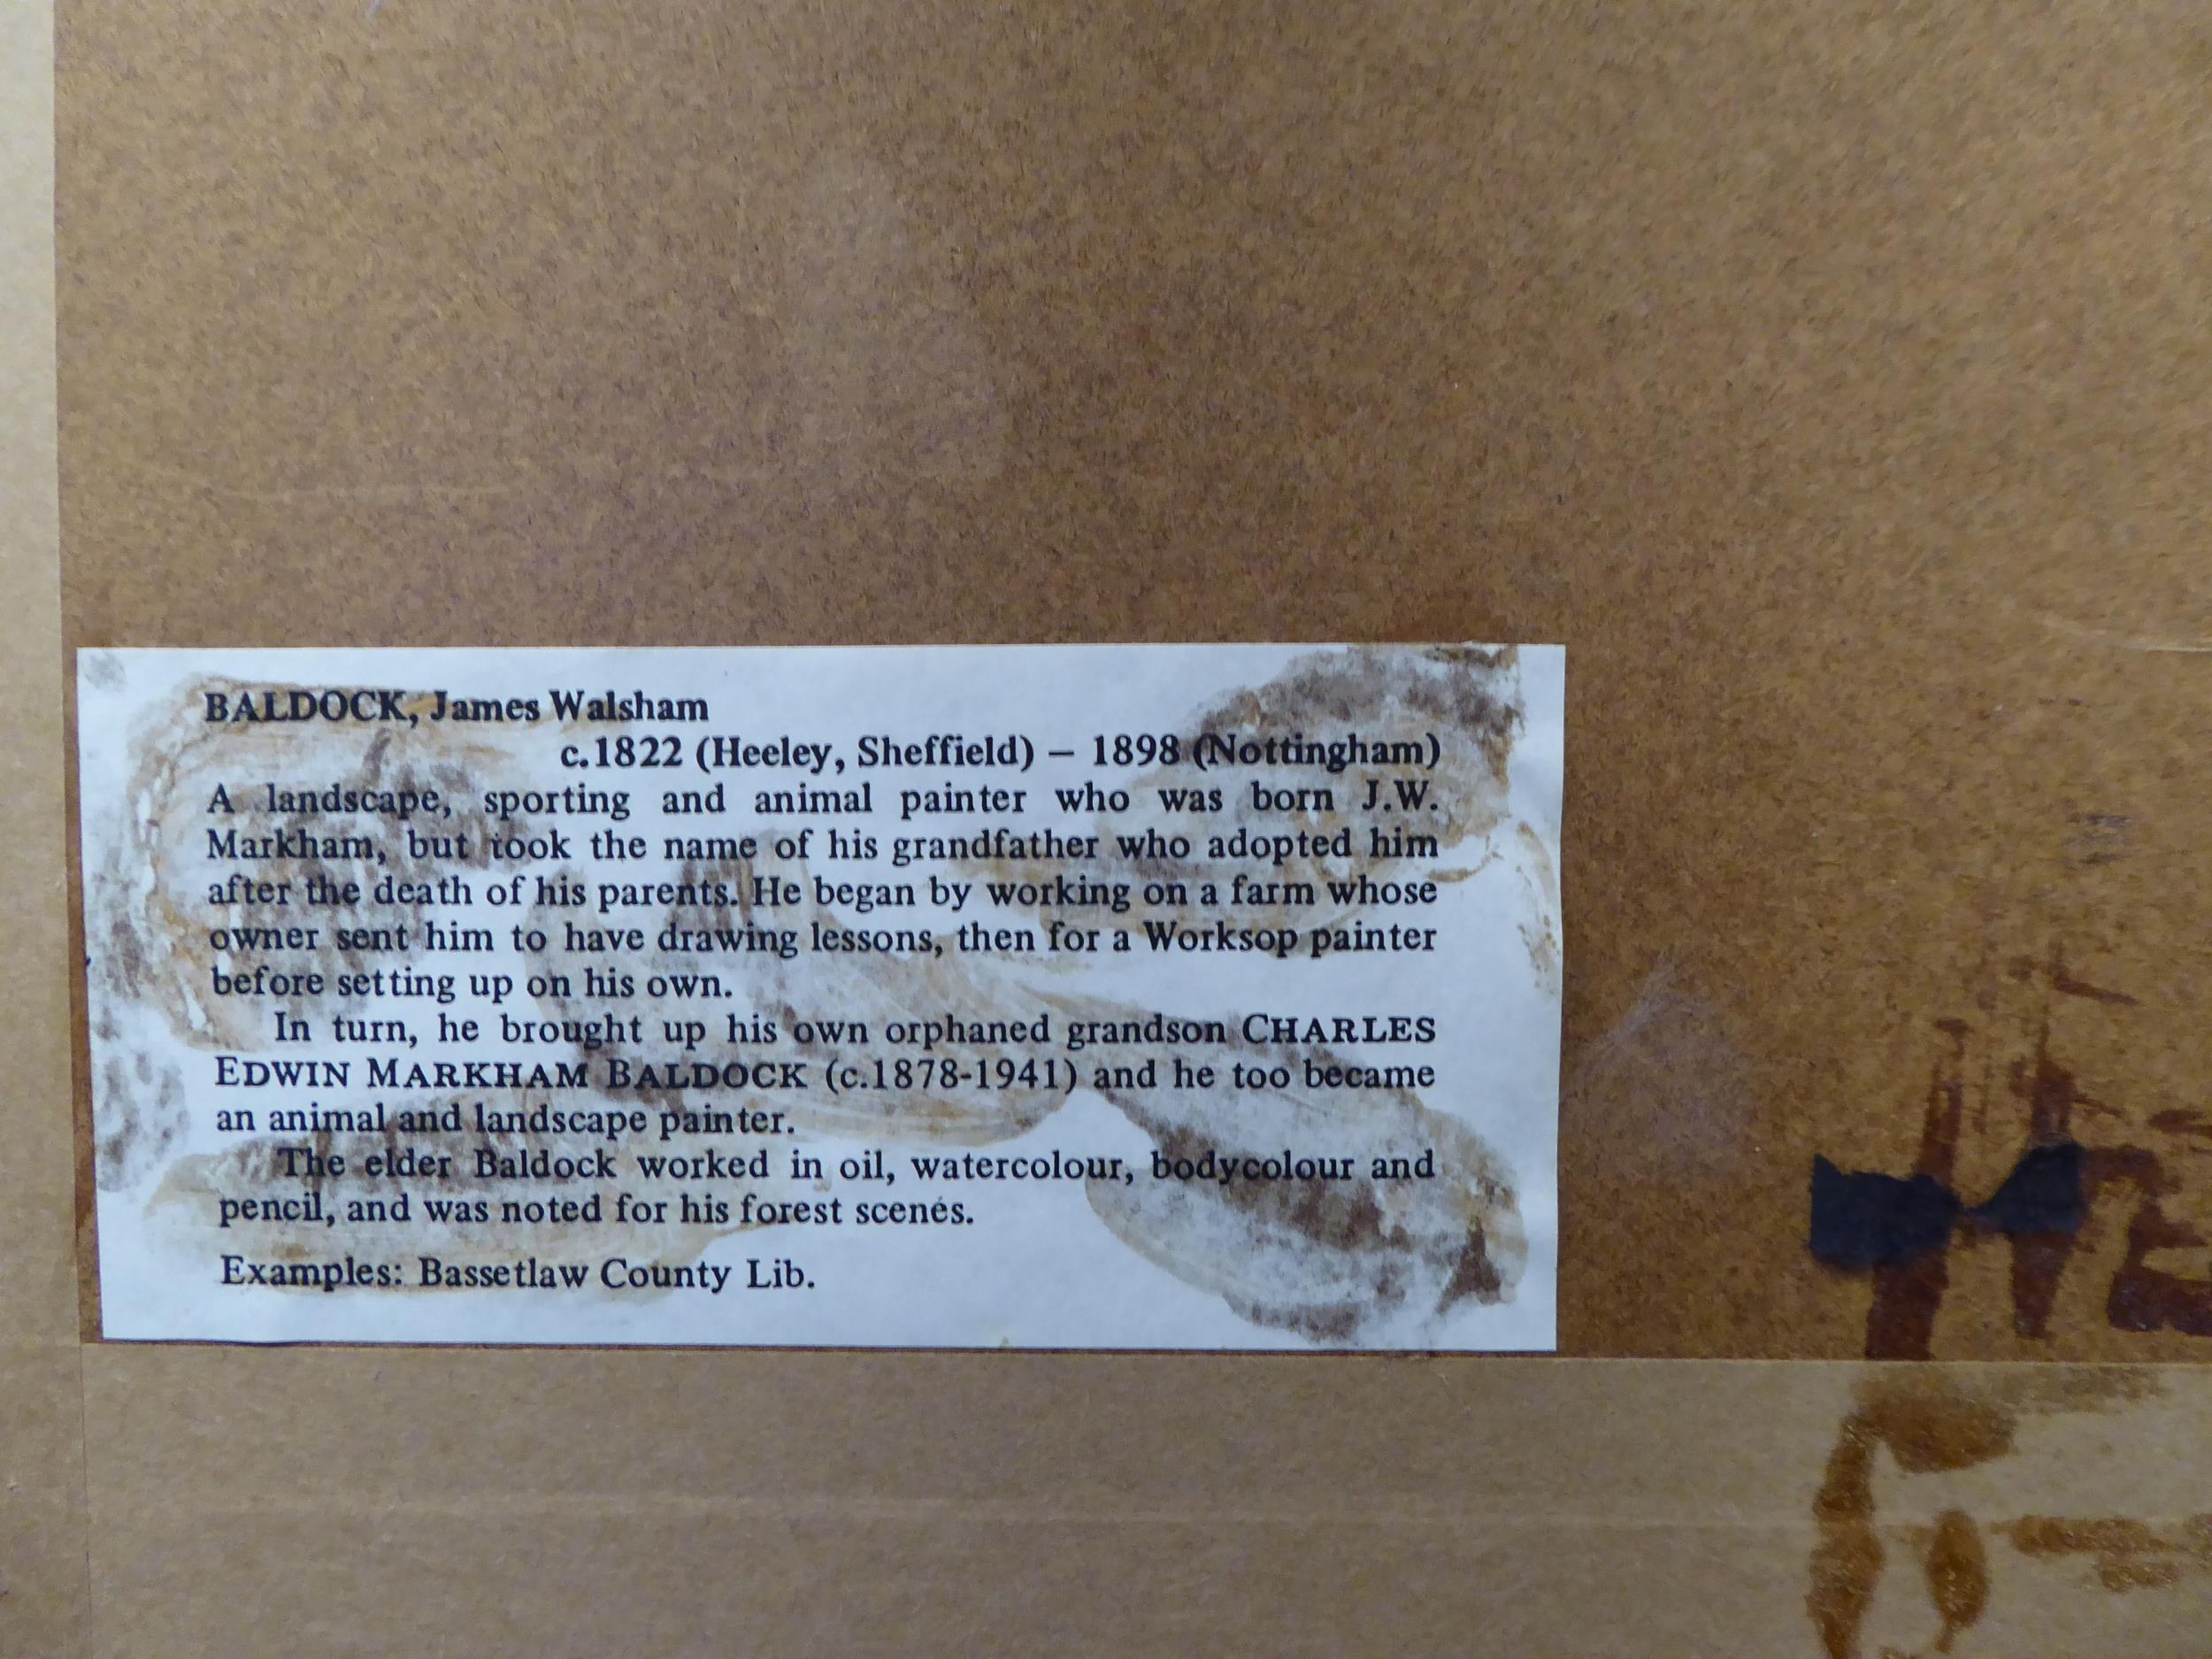 BALDOCK, James Walsham
c.1822 (Heeley, Sheffield) – 1898 (Nottingham)
A landscape, sporting and animal painter who was born J.W.
Markham, but took the name of his grandfather who adopted him
after the death of his parents. He began by working on a farm whose
owner sent him to have drawing lessons, then for a Worksop painter
before setting up on his own.
In turn, he brought up his own orphaned grandson CHARLES
EDWIN MARKHAM BALDOCK (c.1878-1941) and he too became
an animal and landscape painter.
The elder Baldock worked in oil, watercolour, bodycolour and
pencil, and was noted for his forest scenes.
Examples: Bassetlaw County Lib.